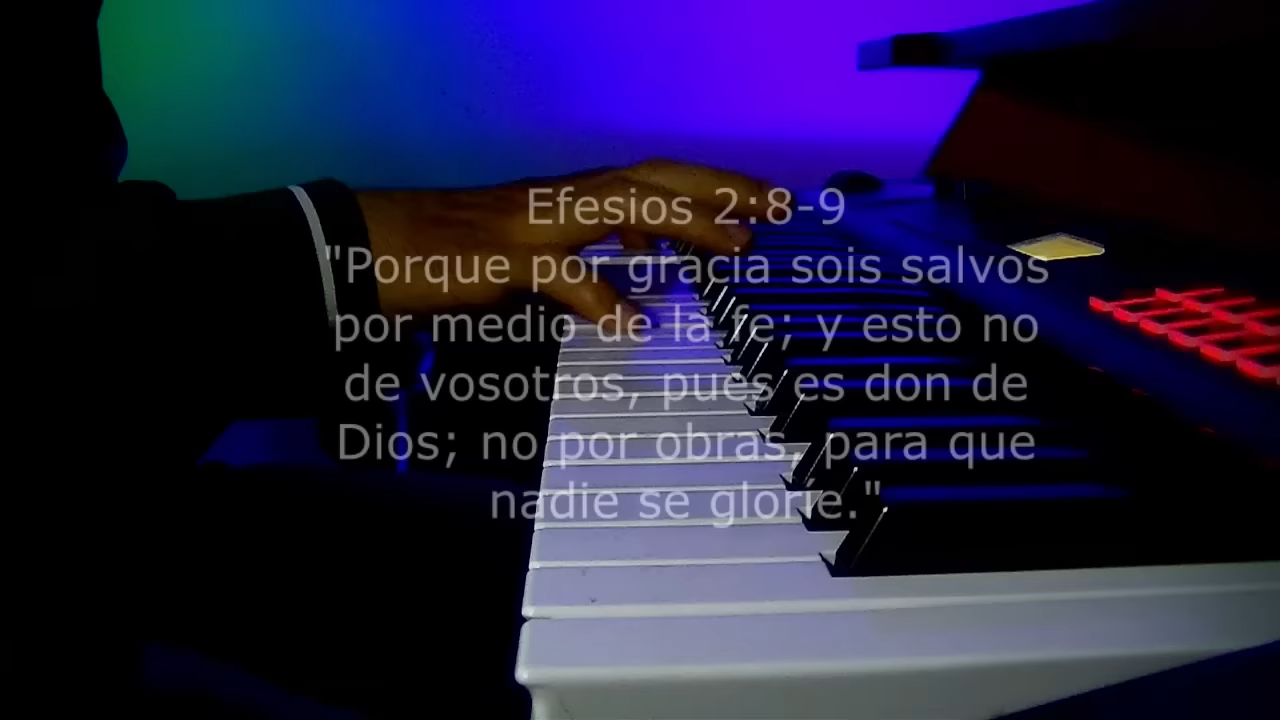 Efesios 2:8-9
"Porque por gracia sois salvos
por medio de la fe; y esto no
de vosotros, pues es don de
Dios; no por obras, para que
nadie se gloríe."